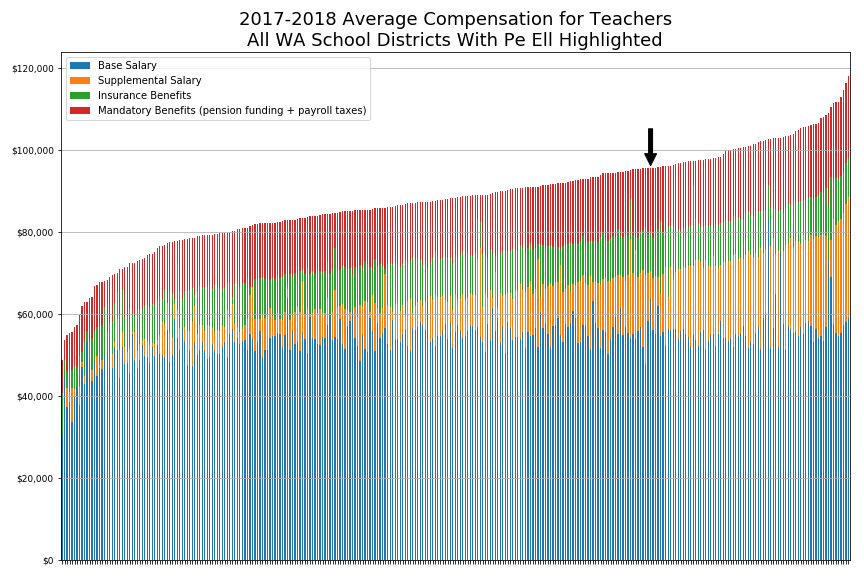 2017-2018 Average Compensation for Teachers
All WA School Districts With Pe Ell Highlighted
Base Salary
Supplemental Salary
Insurance Benefits
Mandatory Benefits (pension funding + payroll taxes)
$120,000
$100,000
$80,000
$60,000
$40,000
$20,000
$0